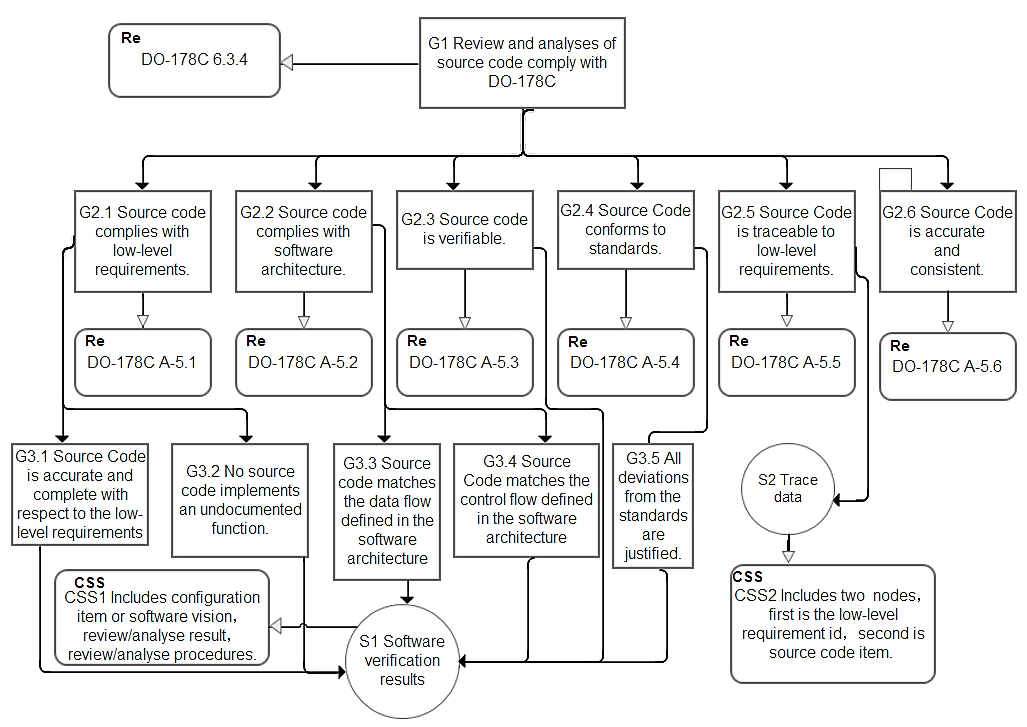 Re
DO-178C 6.3.4
G1 Review and analyses of
source code comply with
DO-178C
G2.1 Source code
complies with
low-level
requirements.
G2.2 Source code
complies with
software
architecture.
G2.3 Source code
is verifiable.
G2.4 Source Code
conforms to
standards.
G2.5 Source Code
is traceable to
low-level
requirements.
G2.6 Source Code
is accurate
and
consistent.
Re
DO-178C A-5.1
Re
DO-178C A-5.2
Re
DO-178C A-5.3
Re
DO-178C A-5.4
Re
DO-178C A-5.5
Re
DO-178C A-5.6
G3.1 Source Code
is accurate and
complete with
respect to the low-
level requirements
G3.2 No source
code implements
an undocumented
function.
G3.3 Source
code matches
the data flow
defined in the
software
architecture
G3.4 Source
Code matches the
control flow defined
in the software
architecture
G3.5 All
deviations
from the
standards
are
justified.
S2 Trace
data
CSS
CSS1 Includes configuration
item or software vision,
review/analyse result,
review/analyse procedures.
S1 Software
verification
results
CSS
CSS2 Includes two nodes,
first is the low-level
requirement id, second is
source code item.